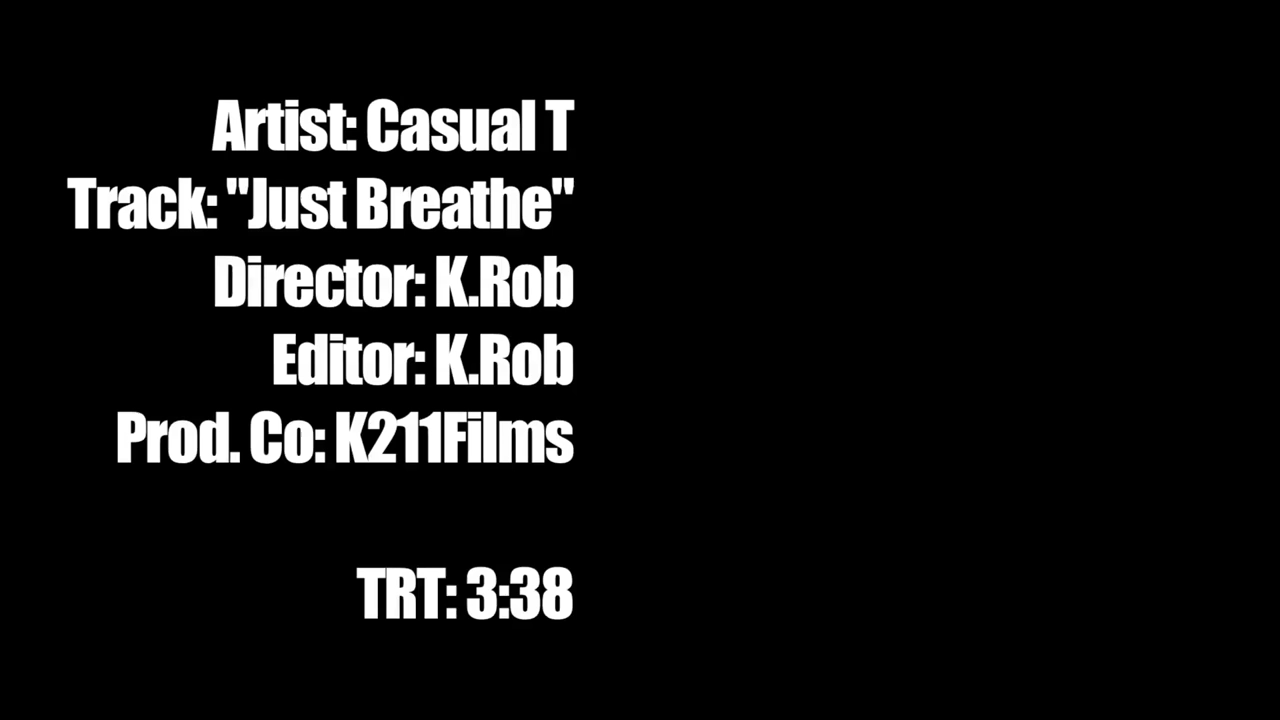 Artist: Casual T
Track: "Just Breathe"
Director: K.Rob
Editor: K.Rob
Prod. Co: K211Films
TRT: 3:38